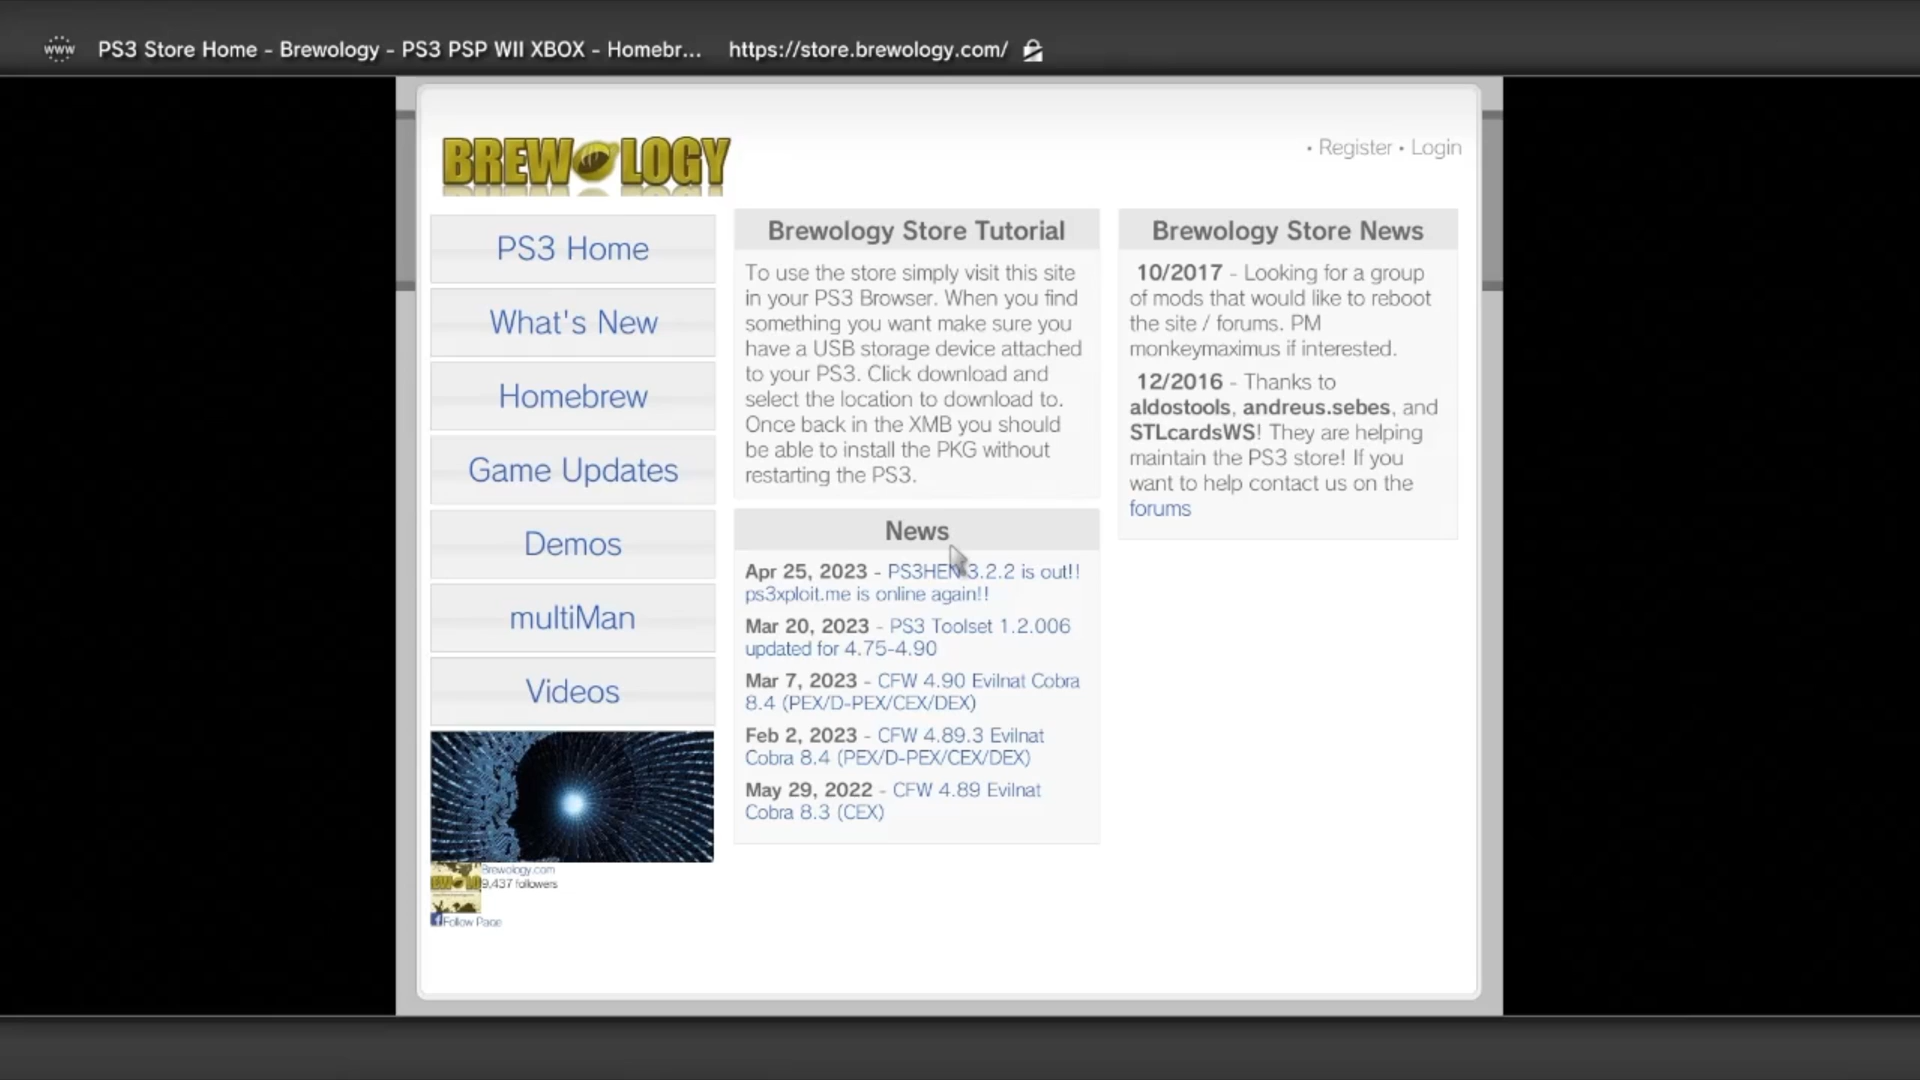 www PS3 Store Home - Brewology - PS3 PSP WII XBOX - Homebr... https://store.brewology.com/
BREWOLOGY
• Register • Login
PS3 Home
What's New
Homebrew
Game Updates
Demos
multiMan
Videos
Brewology.com
9,437 followers
Follow Page
Brewology Store Tutorial
To use the store simply visit this site
in your PS3 Browser. When you find
something you want make sure you
have a USB storage device attached
to your PS3. Click download and
select the location to download to.
Once back in the XMB you should
be able to install the PKG without
restarting the PS3.
News
Apr 25, 2023 - PS3HEN 3.2.2 is out!!
ps3xploit.me is online again!!
Mar 20, 2023 - PS3 Toolset 1.2.006
updated for 4.75-4.90
Mar 7, 2023 - CFW 4.90 Evilnat Cobra
8.4 (PEX/D-PEX/CEX/DEX)
Feb 2, 2023 - CFW 4.89.3 Evilnat
Cobra 8.4 (PEX/D-PEX/CEX/DEX)
May 29, 2022 - CFW 4.89 Evilnat
Cobra 8.3 (CEX)
Brewology Store News
10/2017 - Looking for a group
of mods that would like to reboot
the site / forums. PM
monkeymaximus if interested.
12/2016 - Thanks to
aldostools, andreus.sebes, and
STLcardsWS! They are helping
maintain the PS3 store! If you
want to help contact us on the
forums